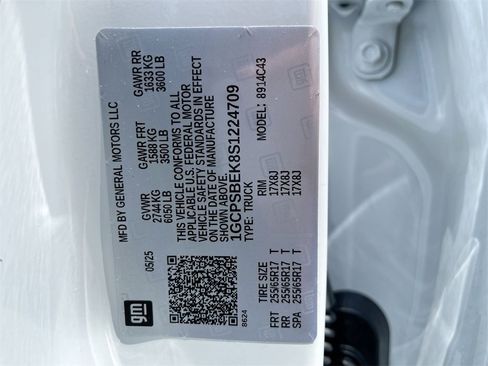 gm
MFD BY GENERAL MOTORS LLC
05/25 GVWR GAWR FRT GAWR RR
2744 KG 1588 KG 1633 KG
6050 LB 3500 LB 3600 LB
THIS VEHICLE CONFORMS TO ALL
APPLICABLE U.S. FEDERAL MOTOR
VEHICLE SAFETY STANDARDS IN EFFECT
ON THE DATE OF MANUFACTURE
SHOWN ABOVE.
1GCPSBEK8S1224709
TYPE: TRUCK MODEL: 8914C43
8624
TIRE SIZE RIM
FRT 255/65R17 T 17X8J
RR 255/65R17 T 17X8J
SPA 255/65R17 T 17X8J